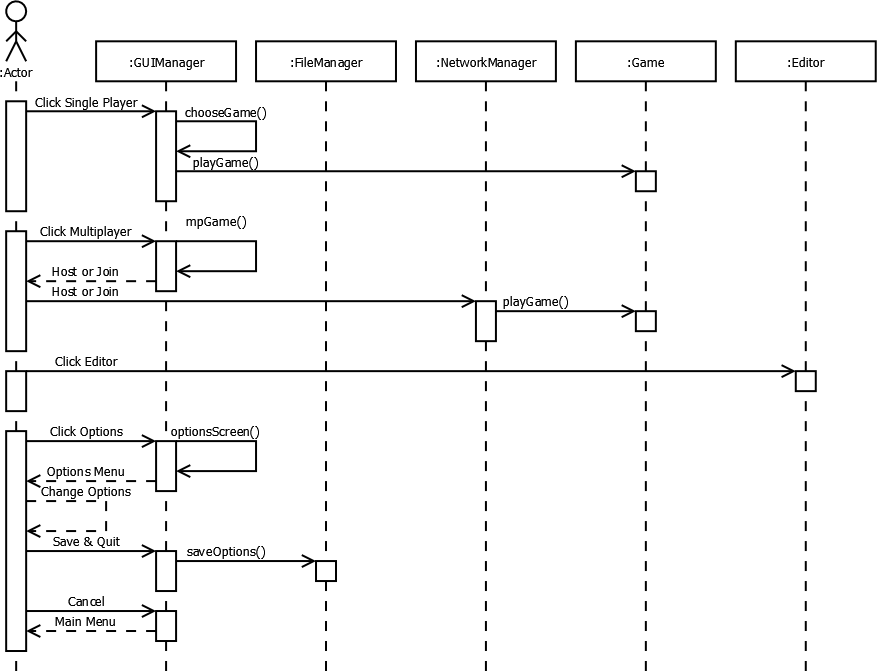 :Actor
:GUIManager
:FileManager
:NetworkManager
:Game
:Editor
Click Single Player
chooseGame()
playGame()
Click Multiplayer
mpGame()
Host or Join
Host or Join
playGame()
Click Editor
Click Options
optionsScreen()
Options Menu
Change Options
Save & Quit
saveOptions()
Cancel
Main Menu